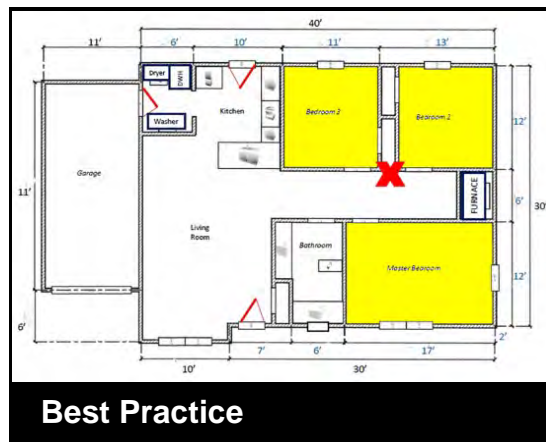 40'
11'
6'
10'
11'
13'
Dryer
DWH
Washer
Kitchen
Bedroom 3
Bedroom 2
12'
11'
Garage
6'
30'
FURNACE
Living
Room
Bathroom
Master Bedroom
12'
6'
2'
7'
6'
17'
10'
30'
Best Practice